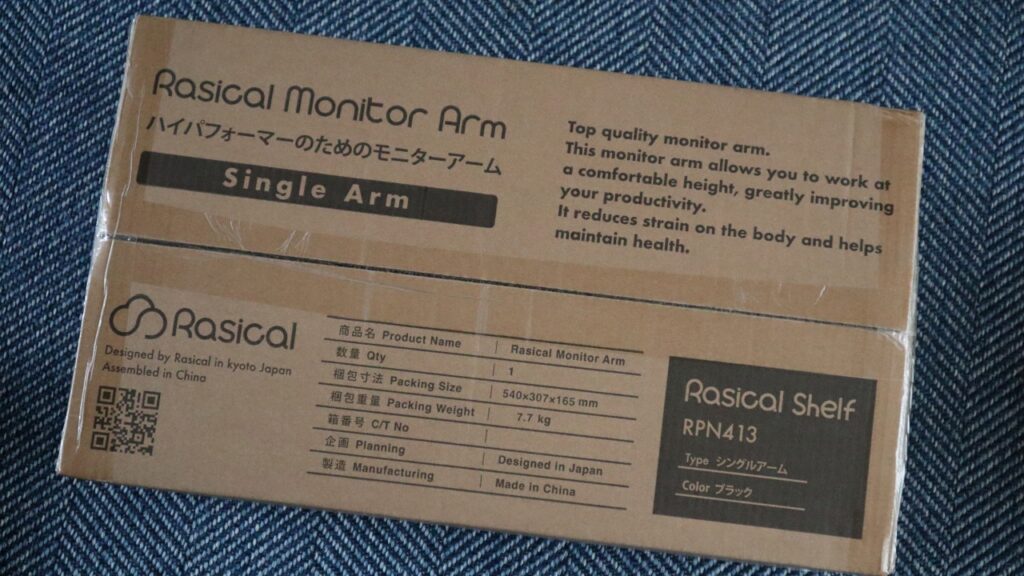 Rasical Monitor Arm
ハイパフォーマーのためのモニターアーム
Single Arm
Top quality monitor arm.
This monitor arm allows you to work at
a comfortable height, greatly improving
your productivity.
It reduces strain on the body and helps
maintain health.
Rasical
Designed by Rasical in kyoto Japan
Assembled in China
商品名 Product Name Rasical Monitor Arm
数量 Qty 1
梱包寸法 Packing Size 540×307×165 mm
梱包重量 Packing Weight 7.7 kg
箱番号 C/T No
企画 Planning Designed in Japan
製造 Manufacturing Made in China
Rasical Shelf
RPN413
Type シングルアーム
Color ブラック